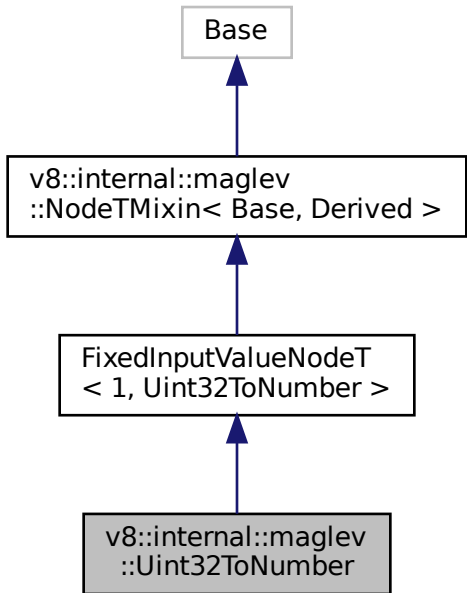 Base
v8::internal::maglev
::NodeTMixin< Base, Derived >
FixedInputValueNodeT
< 1, Uint32ToNumber >
v8::internal::maglev
::Uint32ToNumber